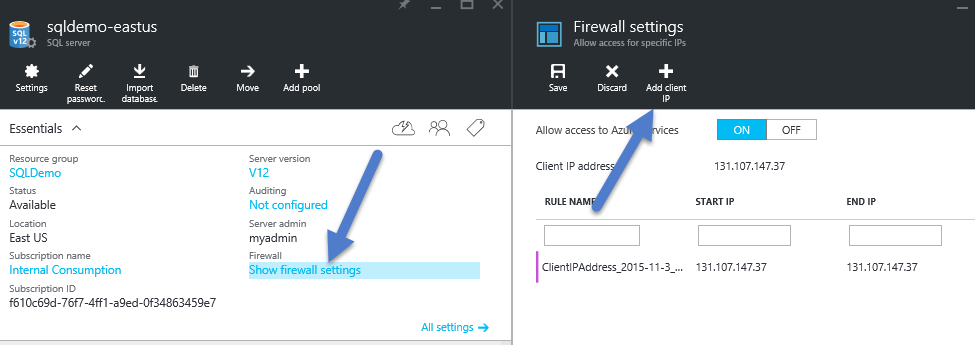 SQL
v12
sqldemo-eastus
SQL server
Settings
Reset
passwor..
Import
database.
Delete
Move
Add pool
Essentials
Resource group
SQLDemo
Status
Available
Location
East US
Subscription name
Internal Consumption
Subscription ID
f610c69d-76f7-4ff1-a9ed-0f34863459e7
Server version
V12
Auditing
Not configured
Server admin
myadmin
Firewall
Show firewall settings
All settings
Firewall settings
Allow access for specific IPs
Save
Discard
Add client
IP
Allow access to Azure services
ON OFF
Client IP address 131.107.147.37
RULE NAME START IP END IP
ClientIPAddress_2015-11-3_... 131.107.147.37 131.107.147.37